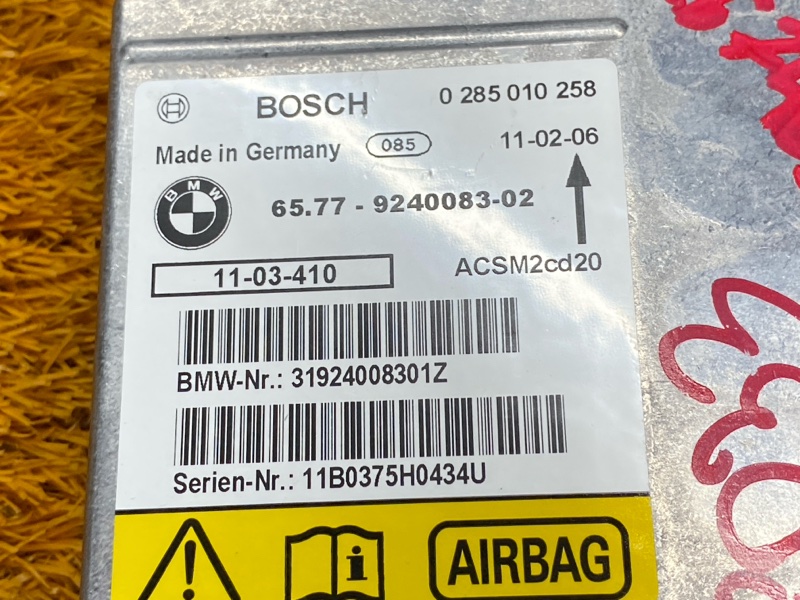 BOSCH 0 285 010 258
Made in Germany 085 11-02-06
BMW 65.77 - 9240083-02
11-03-410 ACSM2cd20
BMW-Nr.: 31924008301Z
Serien-Nr.: 11B0375H0434U
i AIRBAG